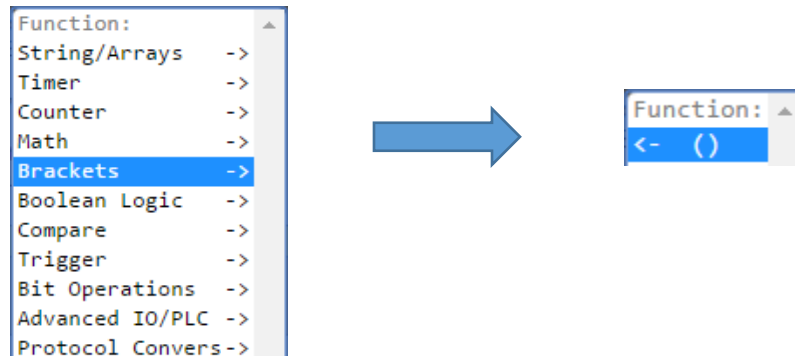 Function:
String/Arrays ->
Timer ->
Counter ->
Math ->
Brackets ->
Boolean Logic ->
Compare ->
Trigger ->
Bit Operations ->
Advanced IO/PLC ->
Protocol Convers->
Function:
<- ()